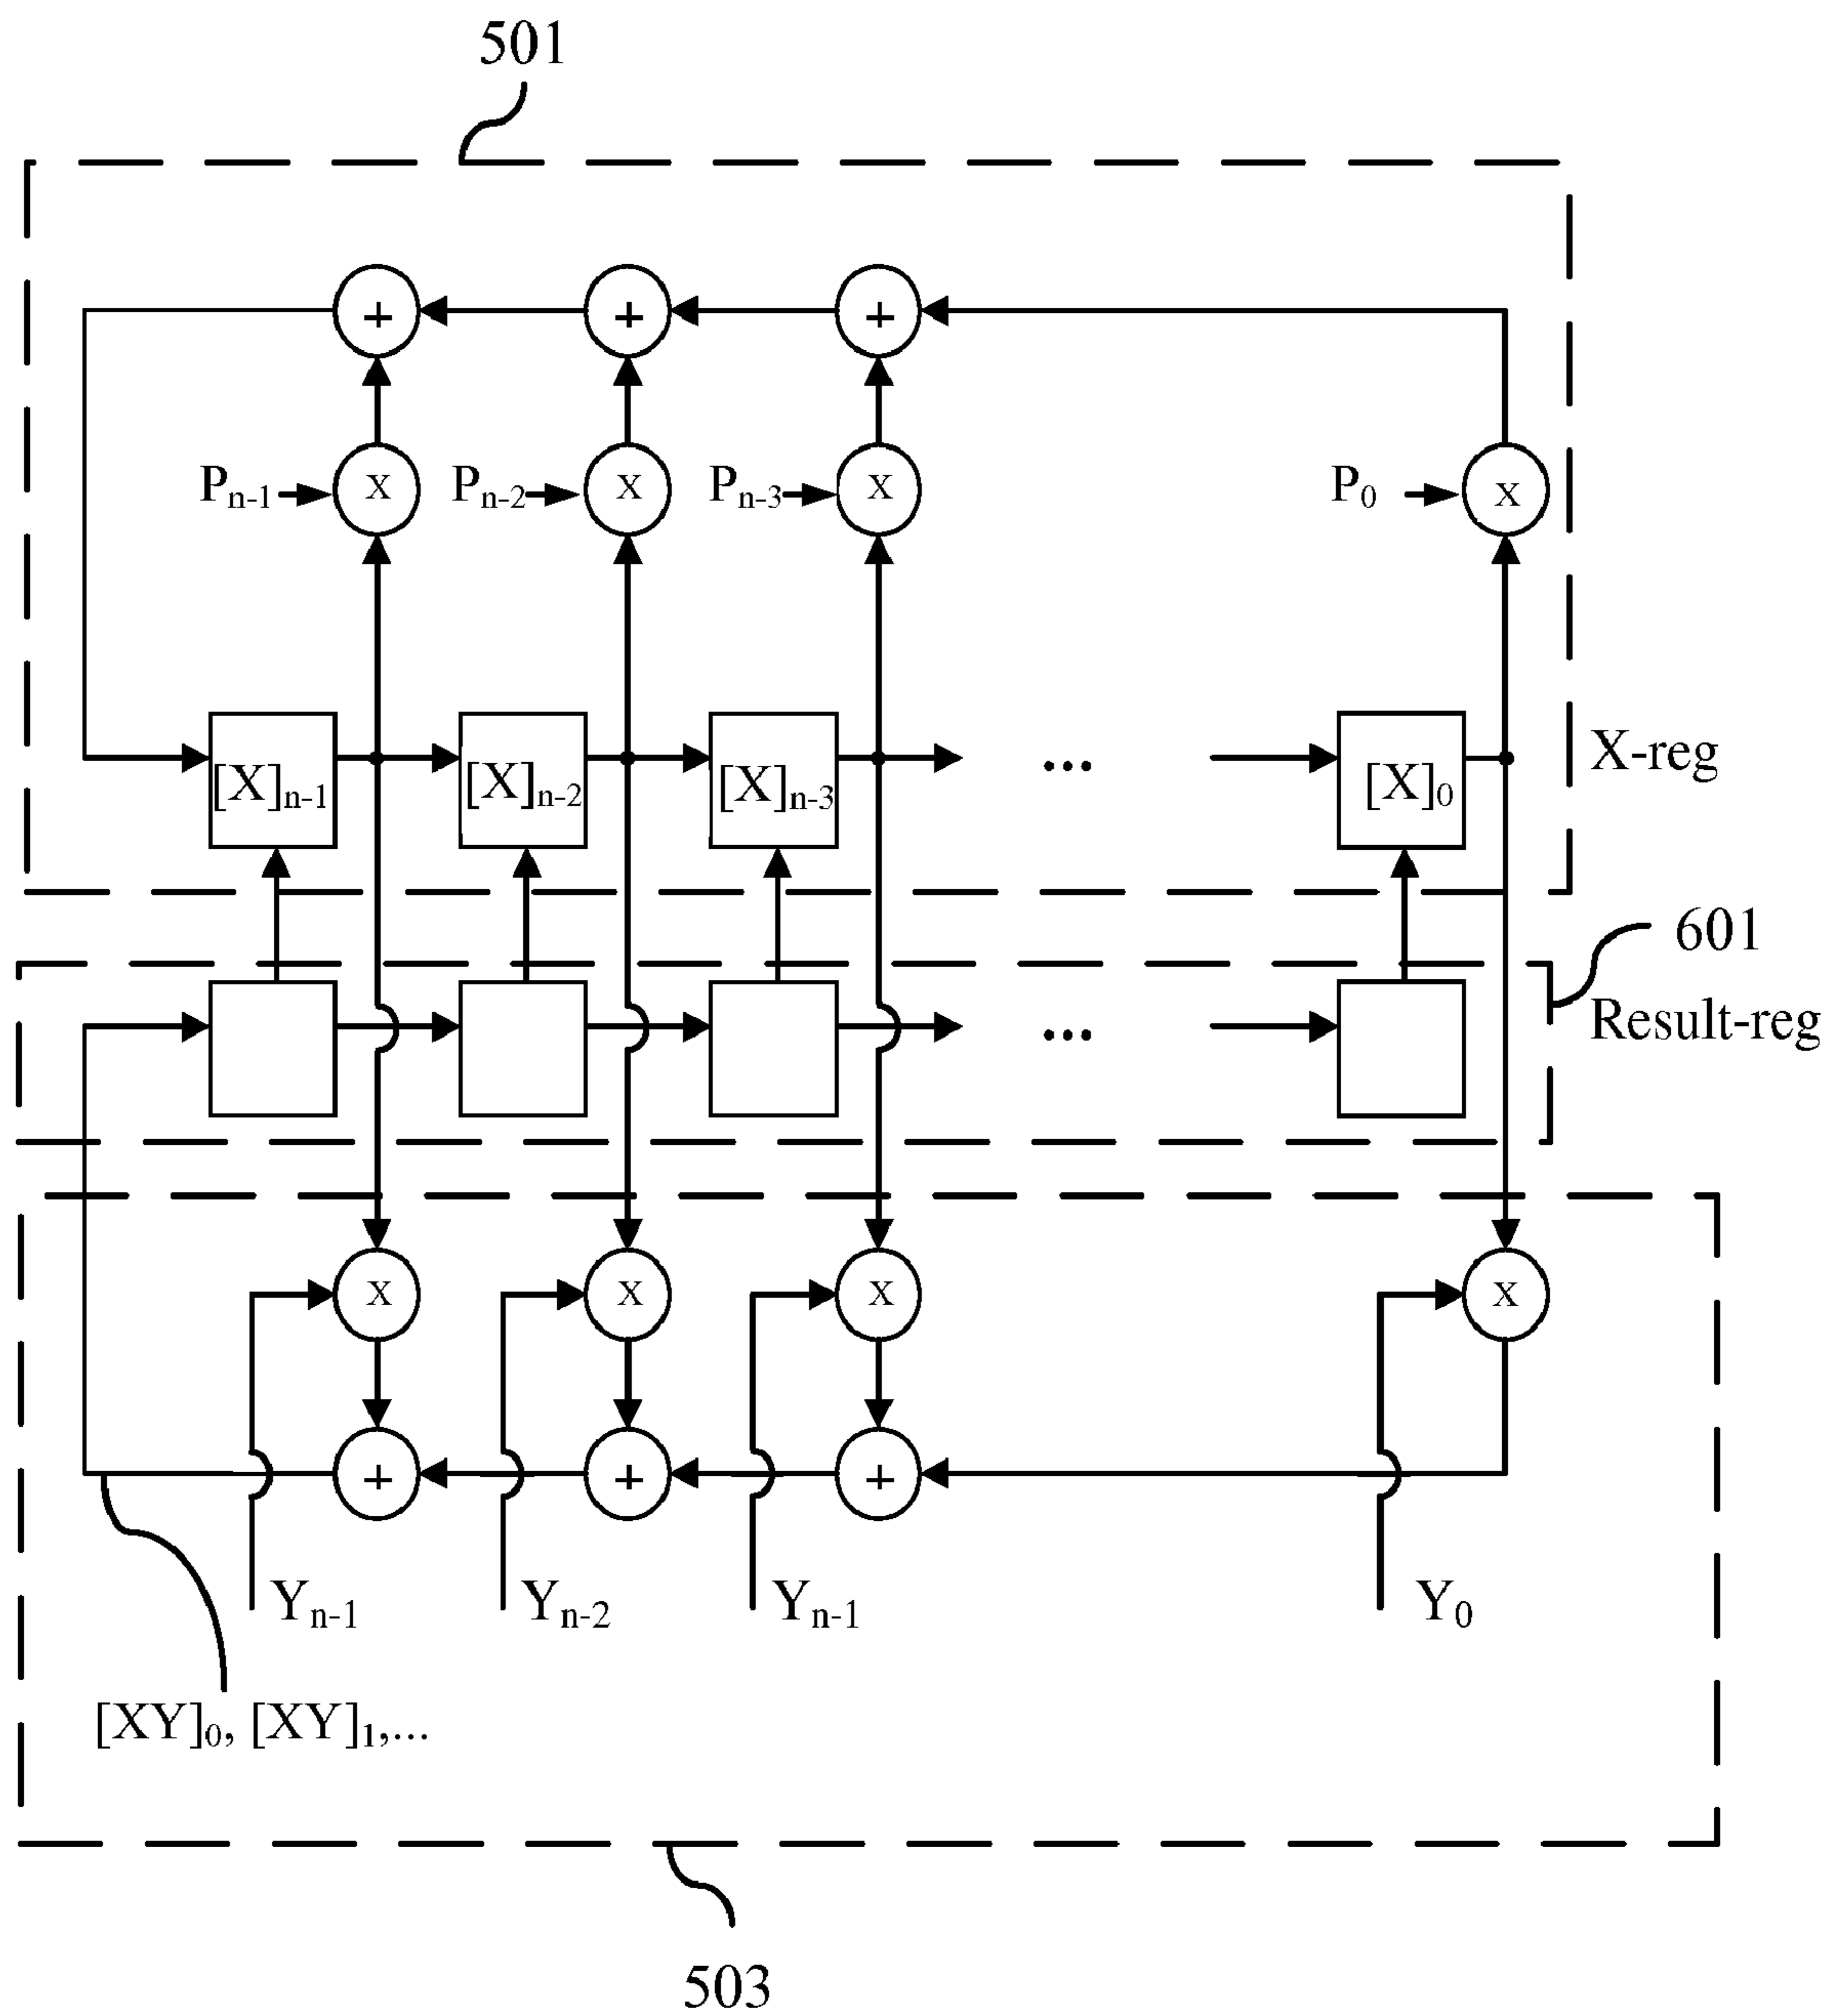 501
+ + +
Pn-1 x Pn-2 x Pn-3 x P0 x
[X]n-1 [X]n-2 [X]n-3 ... [X]0 X-reg
601
... Result-reg
x x x x
+ + +
Yn-1 Yn-2 Yn-1 Y0
[XY]0, [XY]1,...
503